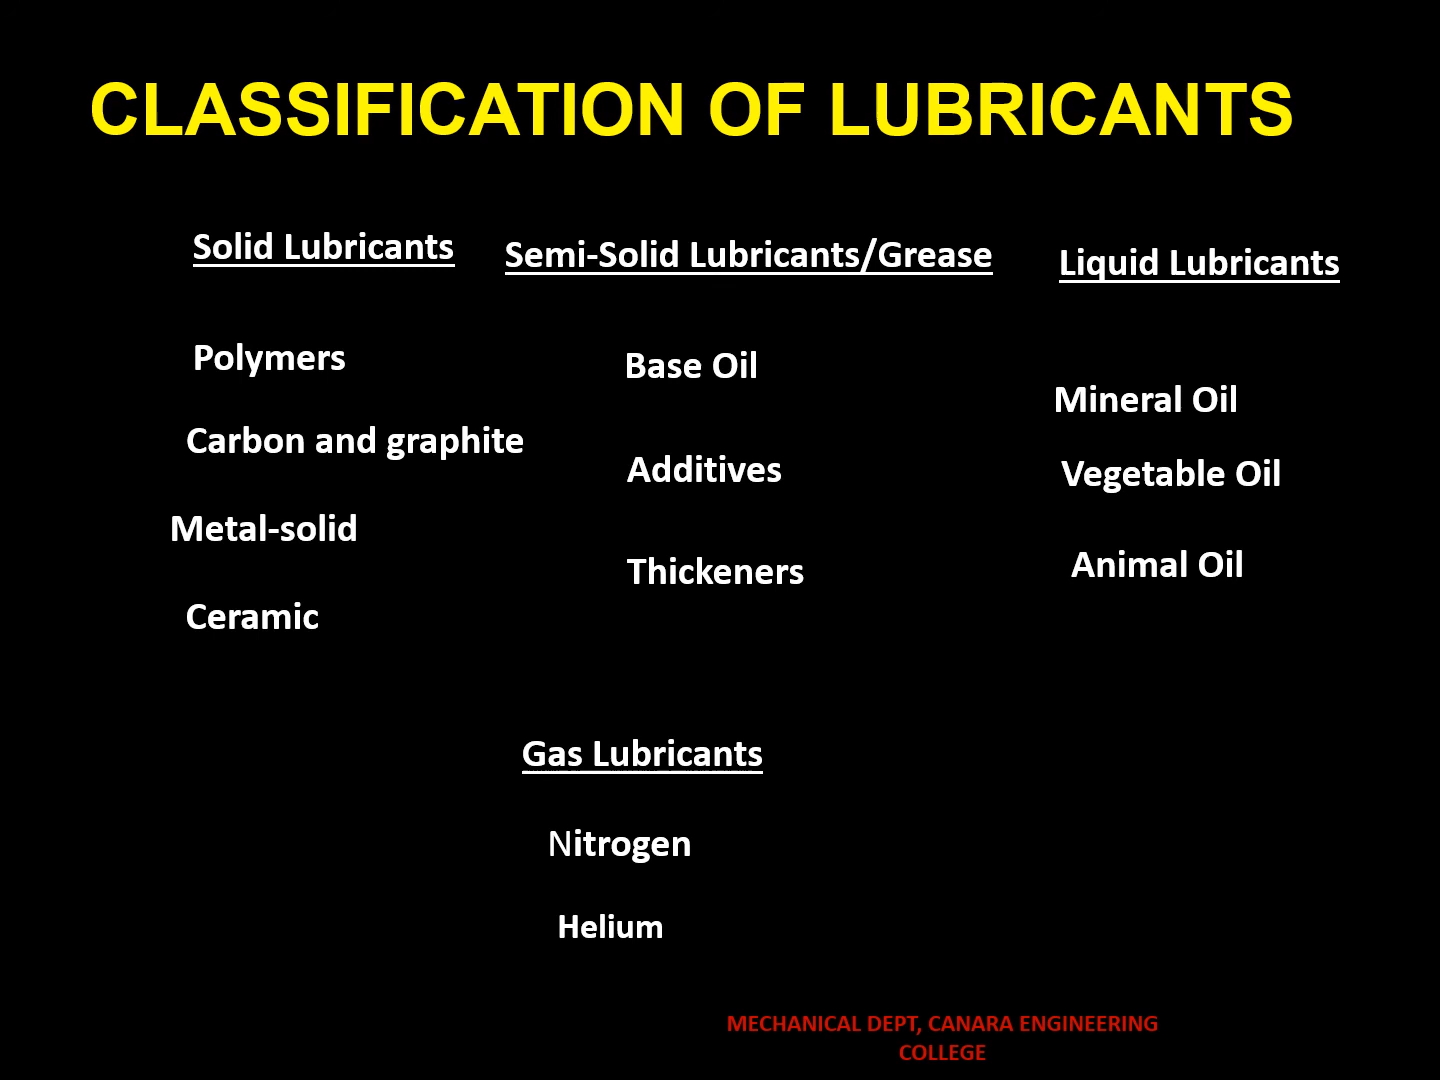 CLASSIFICATION OF LUBRICANTS
Solid Lubricants
Polymers
Carbon and graphite
Metal-solid
Ceramic
Semi-Solid Lubricants/Grease
Base Oil
Additives
Thickeners
Liquid Lubricants
Mineral Oil
Vegetable Oil
Animal Oil
Gas Lubricants
Nitrogen
Helium
MECHANICAL DEPT, CANARA ENGINEERING
COLLEGE